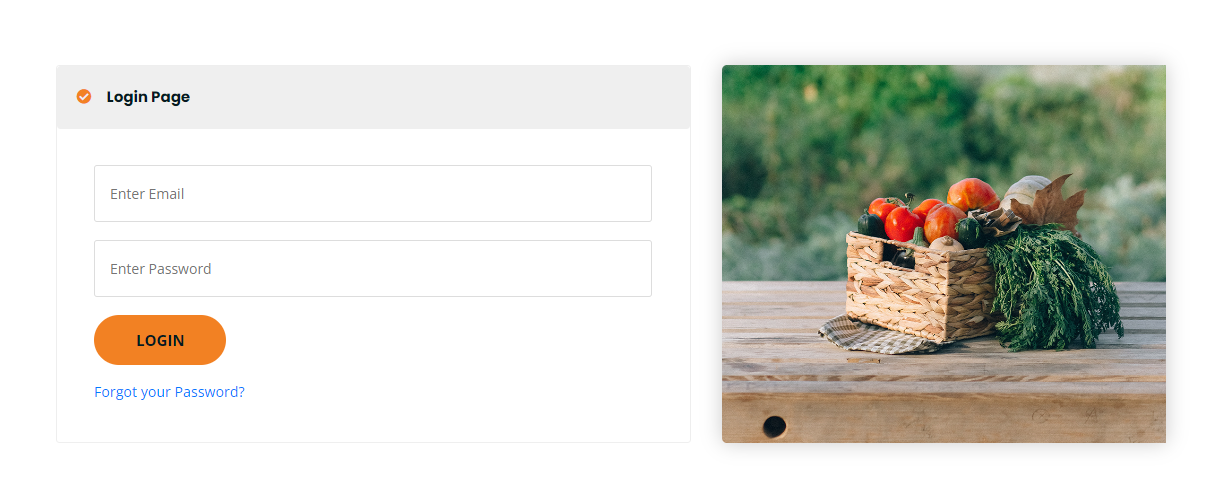 Login Page
Enter Email
Enter Password
LOGIN
Forgot your Password?